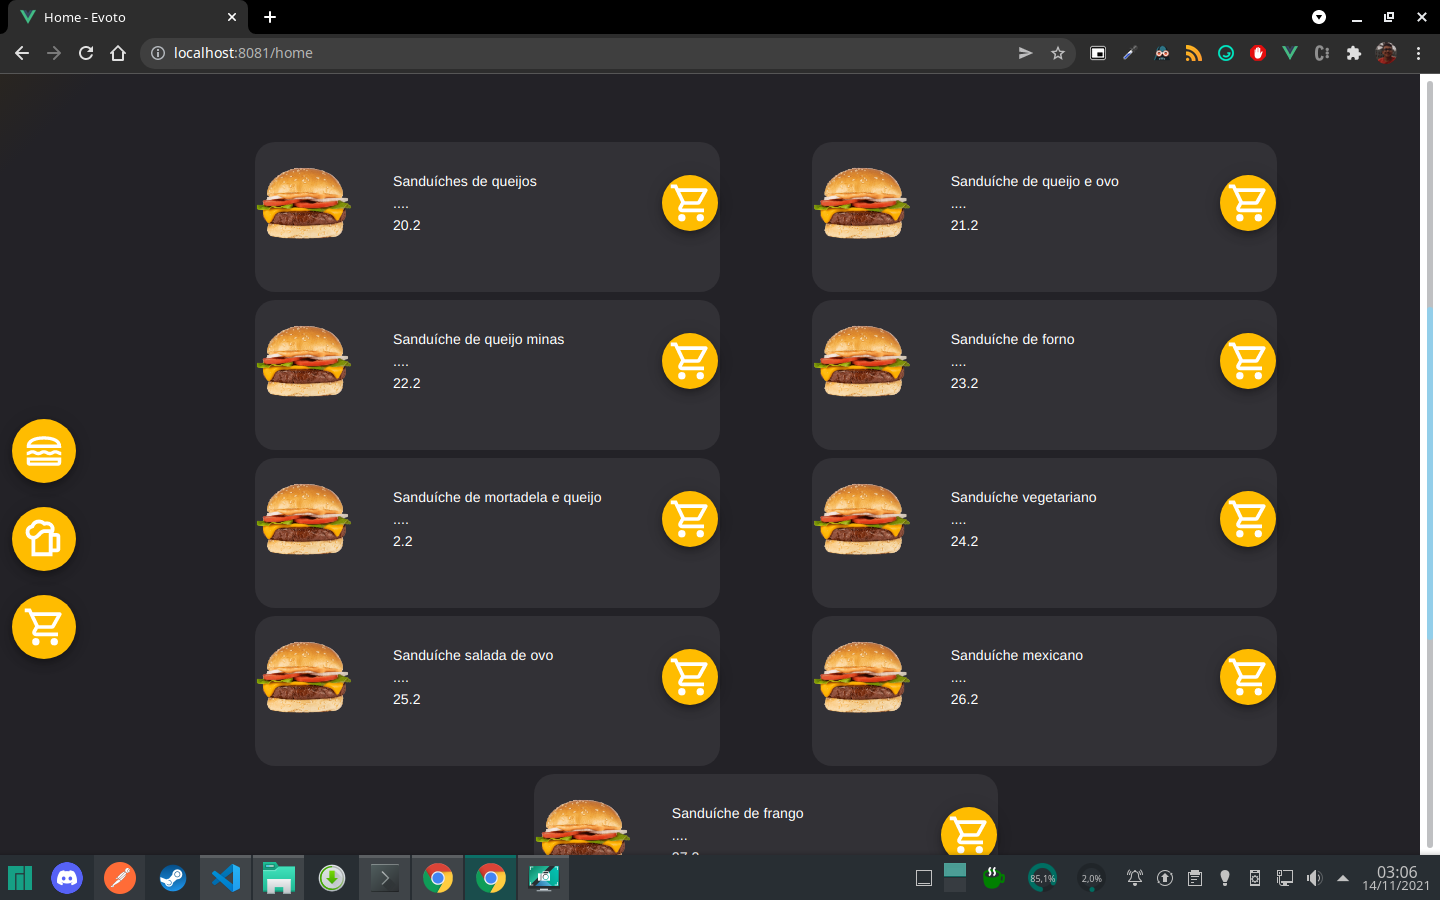 Home - Evoto
localhost:8081/home
Sanduíches de queijos
....
20.2
Sanduíche de queijo e ovo
....
21.2
Sanduíche de queijo minas
....
22.2
Sanduíche de forno
....
23.2
Sanduíche de mortadela e queijo
....
2.2
Sanduíche vegetariano
....
24.2
Sanduíche salada de ovo
....
25.2
Sanduíche mexicano
....
26.2
Sanduíche de frango
....
85,1%
2,0%
03:06
14/11/2021